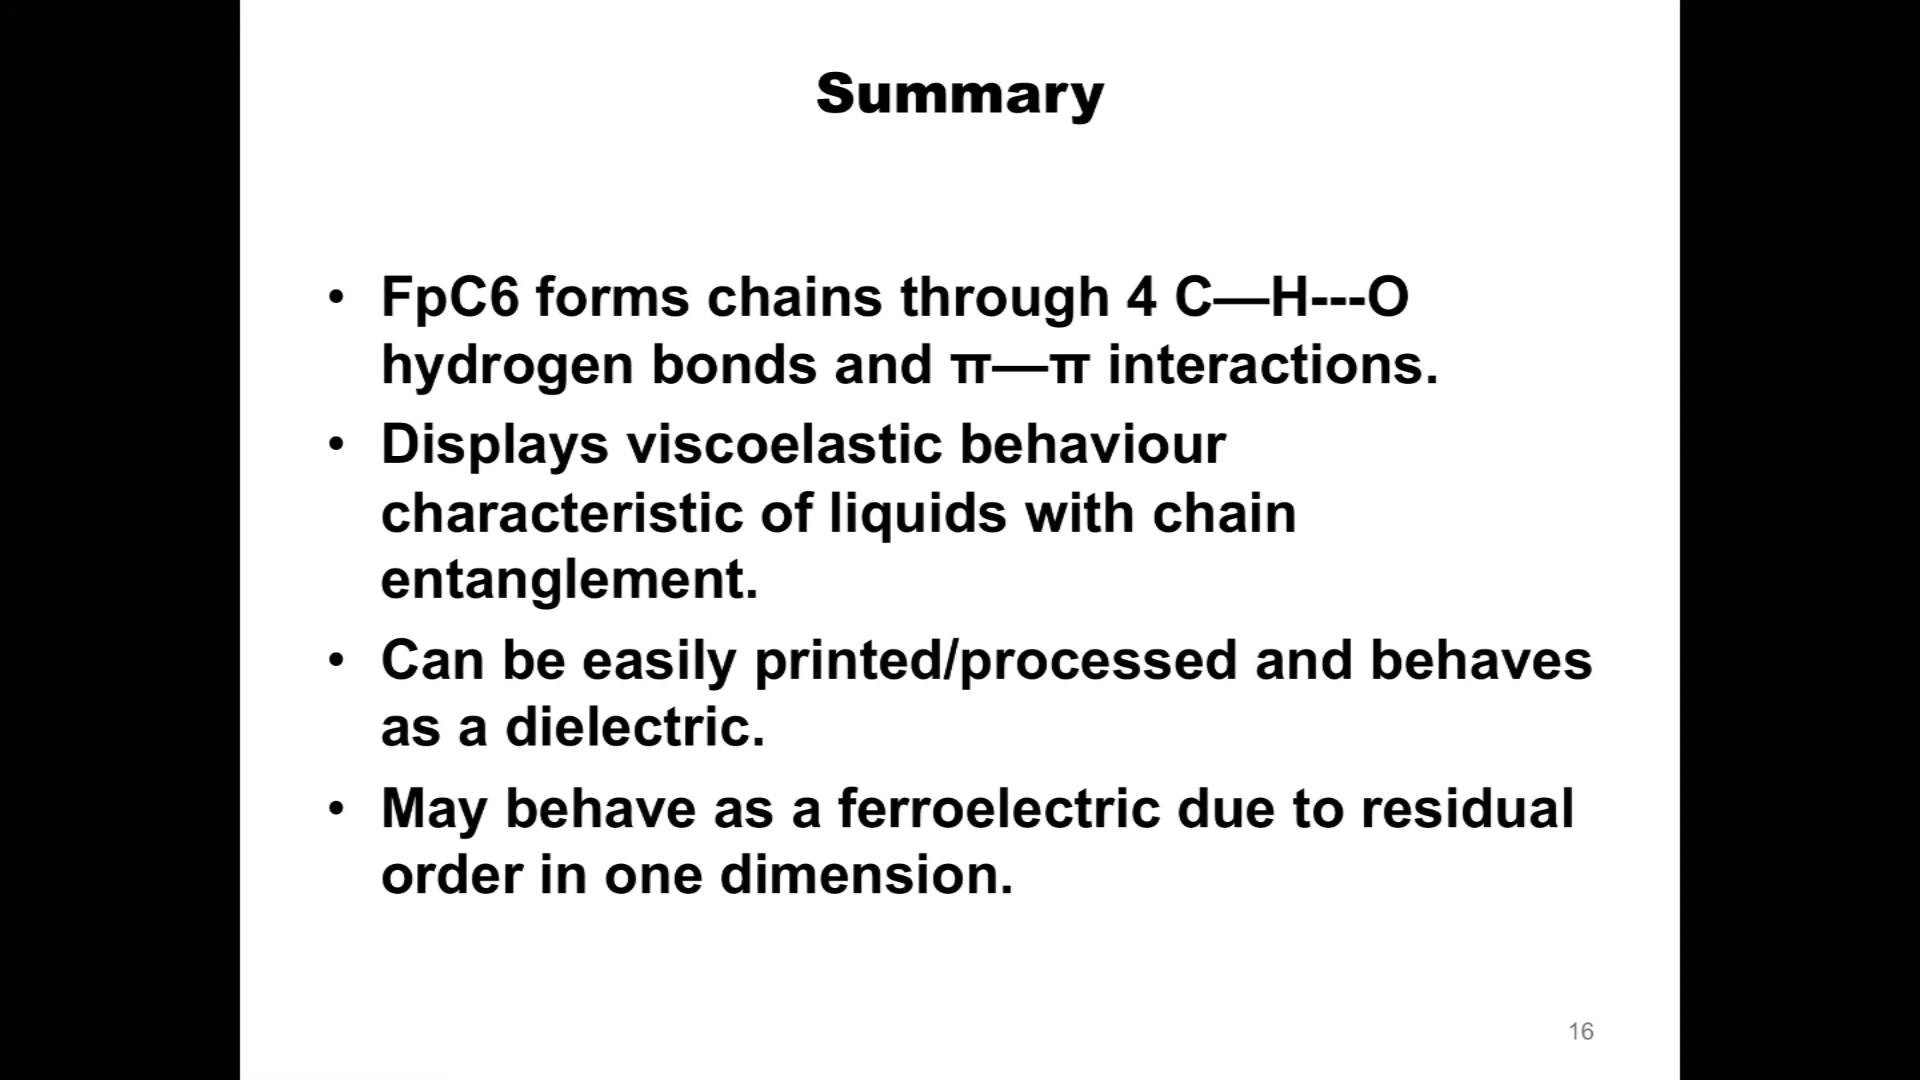 Summary
• FpC6 forms chains through 4 C—H---O
hydrogen bonds and π—π interactions.
• Displays viscoelastic behaviour
characteristic of liquids with chain
entanglement.
• Can be easily printed/processed and behaves
as a dielectric.
• May behave as a ferroelectric due to residual
order in one dimension.
16